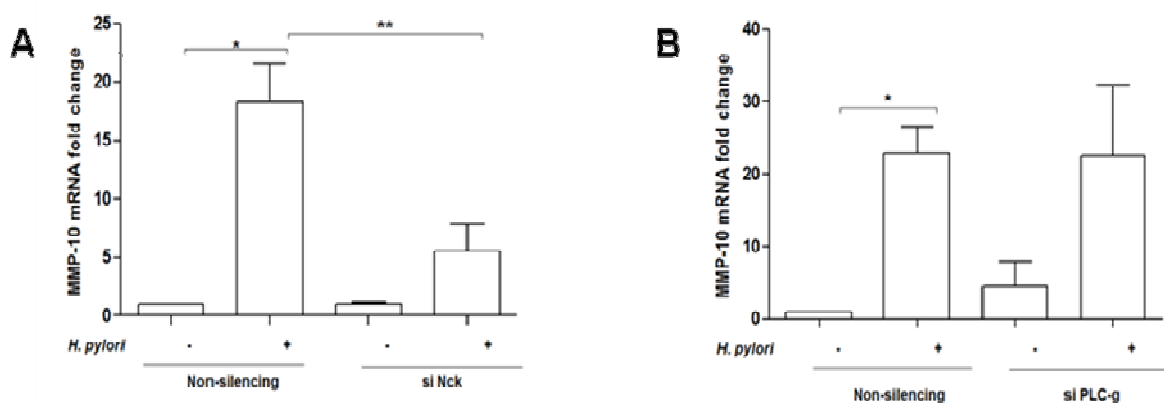 A
MMP-10 mRNA fold change
25
20
15
10
5
0
*
**
H. pylori - + - +
Non-silencing si Nck
B
MMP-10 mRNA fold change
40
30
20
10
0
*
H. pylori - + - +
Non-silencing si PLC-g